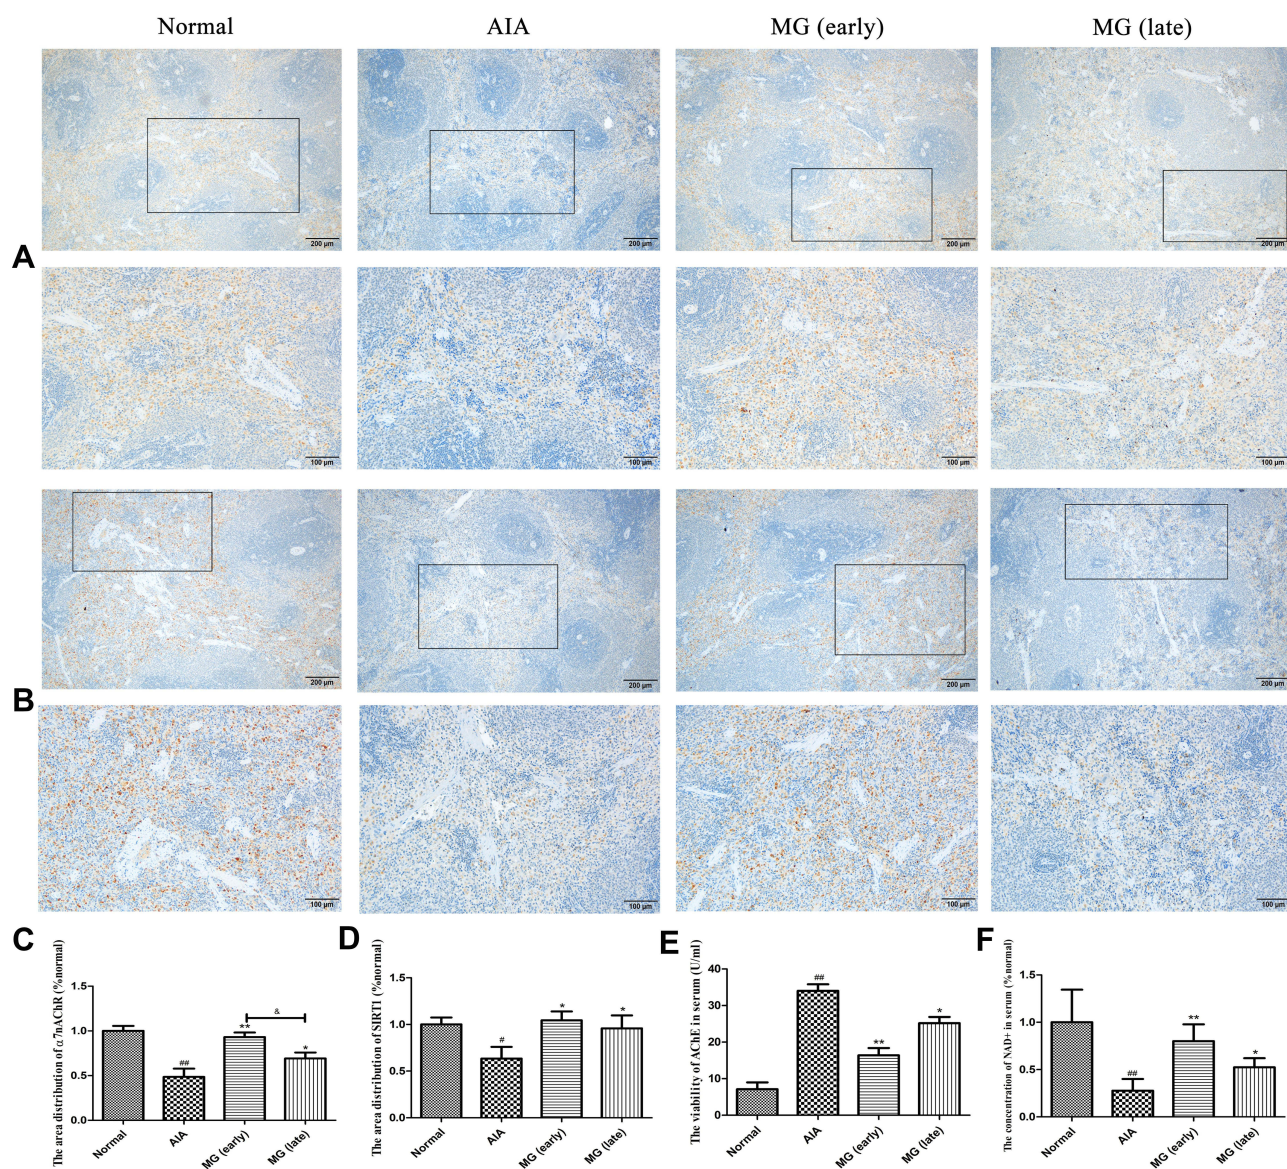 Normal
AIA
MG (early)
MG (late)
200 µm
200 µm
200 µm
200 µm
A
100 µm
100 µm
100 µm
100 µm
200 µm
200 µm
200 µm
200 µm
B
100 µm
100 µm
100 µm
100 µm
C
The area distribution of α7nAChR (%normal)
1.5
1.0
0.5
0.0
##
**
&
*
Normal
AIA
MG (early)
MG (late)
D
The area distribution of SIRT1 (%normal)
1.5
1.0
0.5
0.0
#
*
*
Normal
AIA
MG (early)
MG (late)
E
The viability of AChE in serum (U/ml)
40
30
20
10
0
##
**
*
Normal
AIA
MG (early)
MG (late)
F
The concentration of NAD+ in serum (%normal)
1.5
1.0
0.5
0.0
##
**
*
Normal
AIA
MG (early)
MG (late)